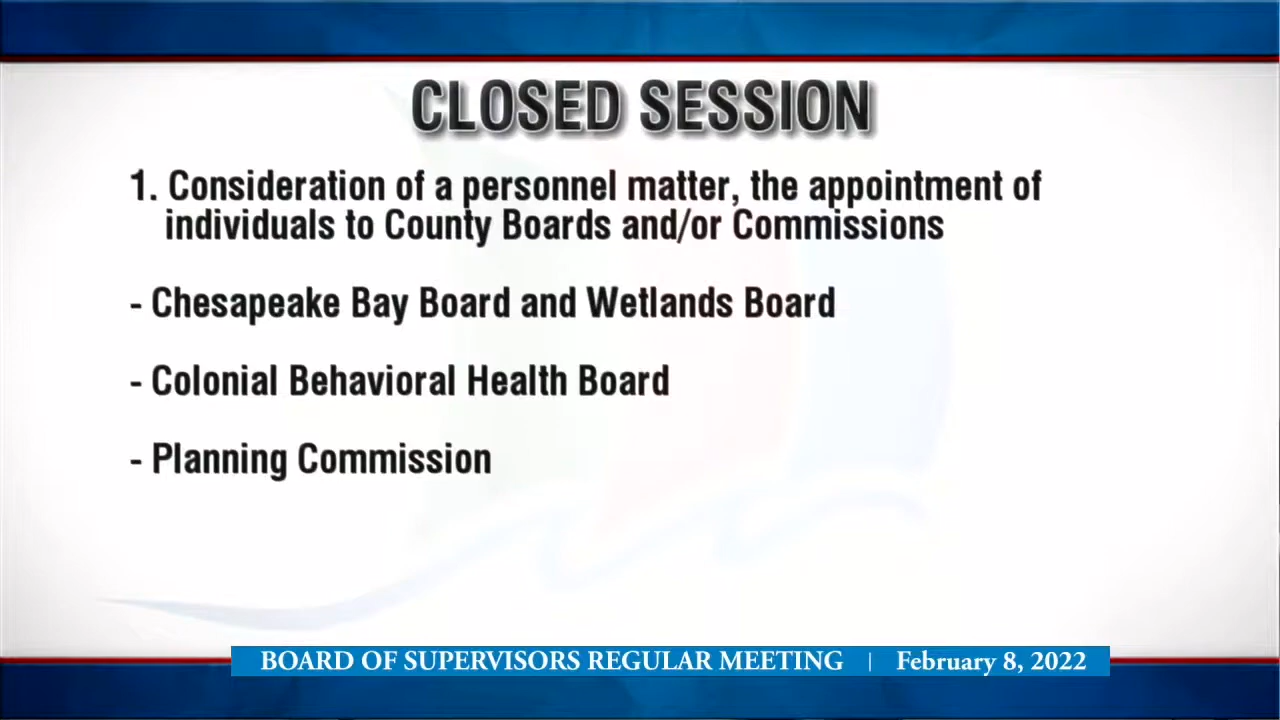 CLOSED SESSION
1. Consideration of a personnel matter, the appointment of
individuals to County Boards and/or Commissions
- Chesapeake Bay Board and Wetlands Board
- Colonial Behavioral Health Board
- Planning Commission
BOARD OF SUPERVISORS REGULAR MEETING | February 8, 2022